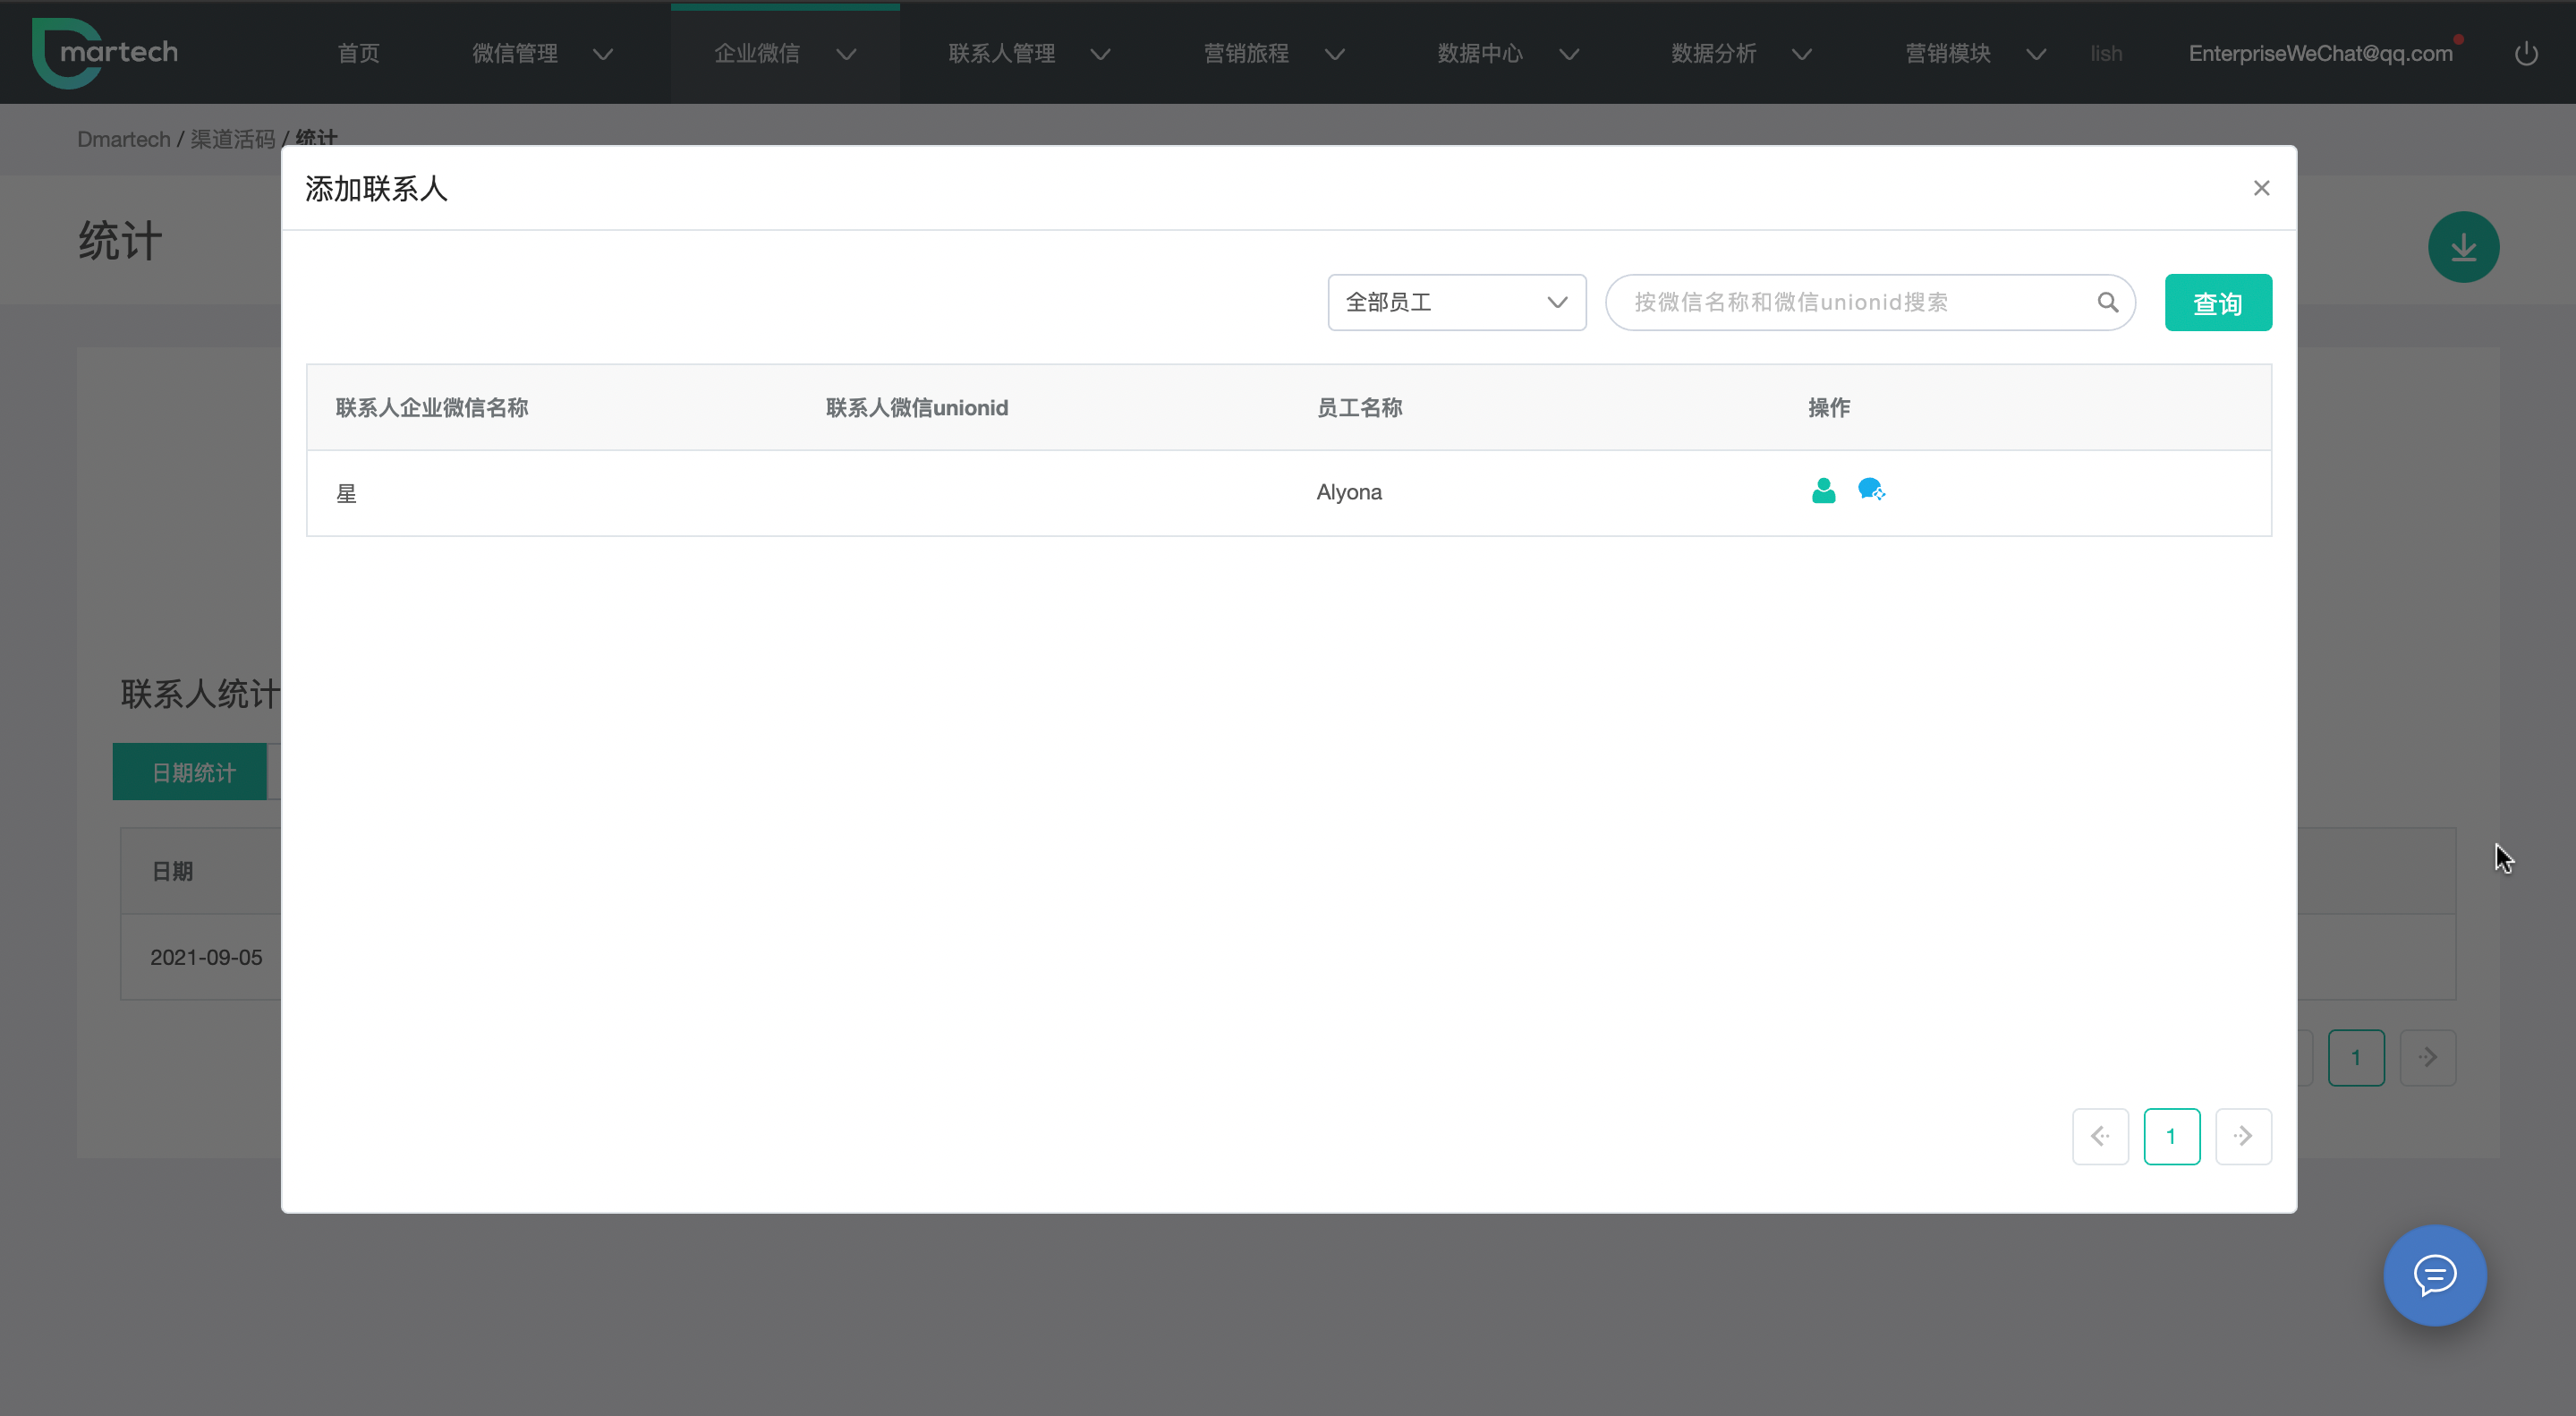 martech 首页 微信管理 企业微信 联系人管理 营销旅程 数据中心 数据分析 营销模块 lish EnterpriseWeChat@qq.com
Dmartech / 渠道活码 / 统计
添加联系人
统计
全部员工 按微信名称和微信unionid搜索 查询
联系人企业微信名称 联系人微信unionid 员工名称 操作
星 Alyona
联系人统计
日期统计
日期
2021-09-05
1
1